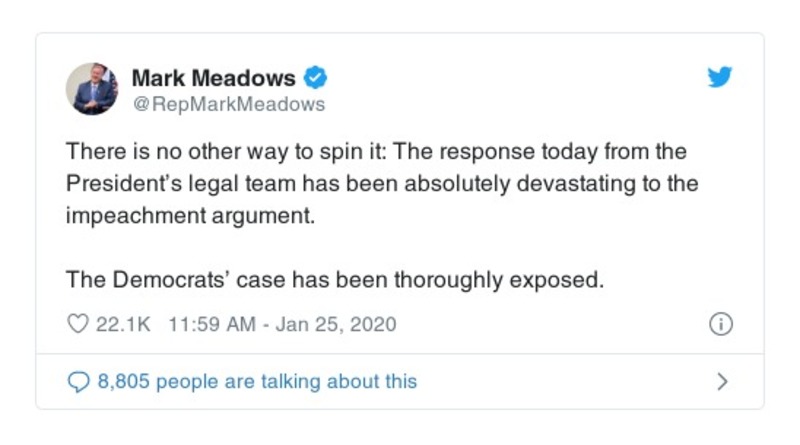 Mark Meadows
@RepMarkMeadows
There is no other way to spin it: The response today from the
President’s legal team has been absolutely devastating to the
impeachment argument.
The Democrats’ case has been thoroughly exposed.
22.1K 11:59 AM - Jan 25, 2020
8,805 people are talking about this